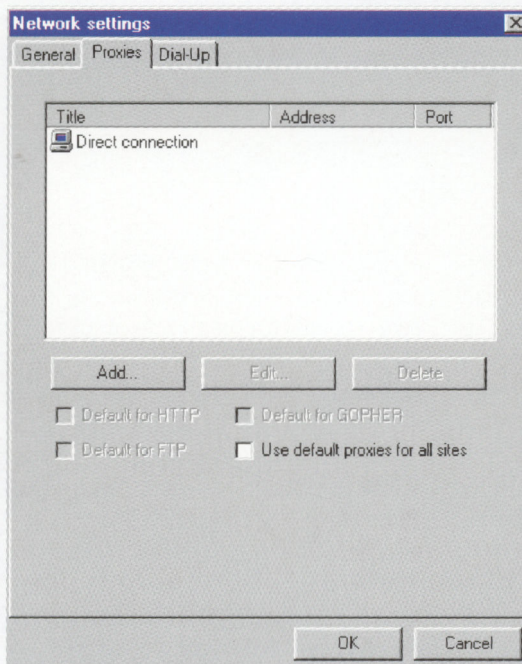 Network settings
General Proxies Dial-Up
Title Address Port
Direct connection
Add... Edit... Delete
Default for HTTP Default for GOPHER
Default for FTP Use default proxies for all sites
OK Cancel